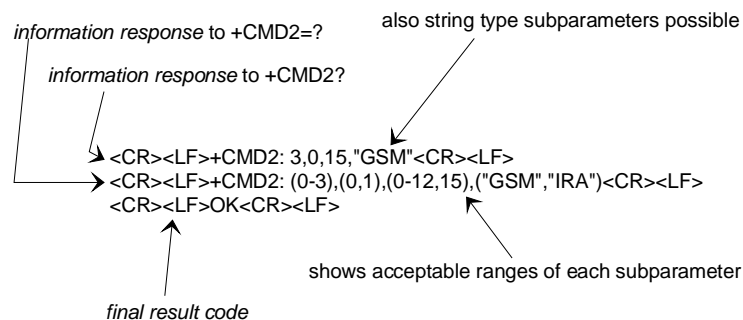 also string type subparameters possible
information response to +CMD2=?
information response to +CMD2?
<CR><LF>+CMD2: 3,0,15,"GSM"<CR><LF>
<CR><LF>+CMD2: (0-3),(0,1),(0-12,15),("GSM","IRA")<CR><LF>
<CR><LF>OK<CR><LF>
shows acceptable ranges of each subparameter
final result code